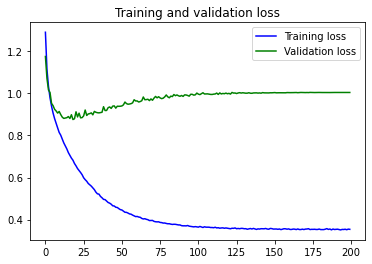 Training and validation loss
Training loss
Validation loss
1.2
1.0
0.8
0.6
0.4
0 25 50 75 100 125 150 175 200